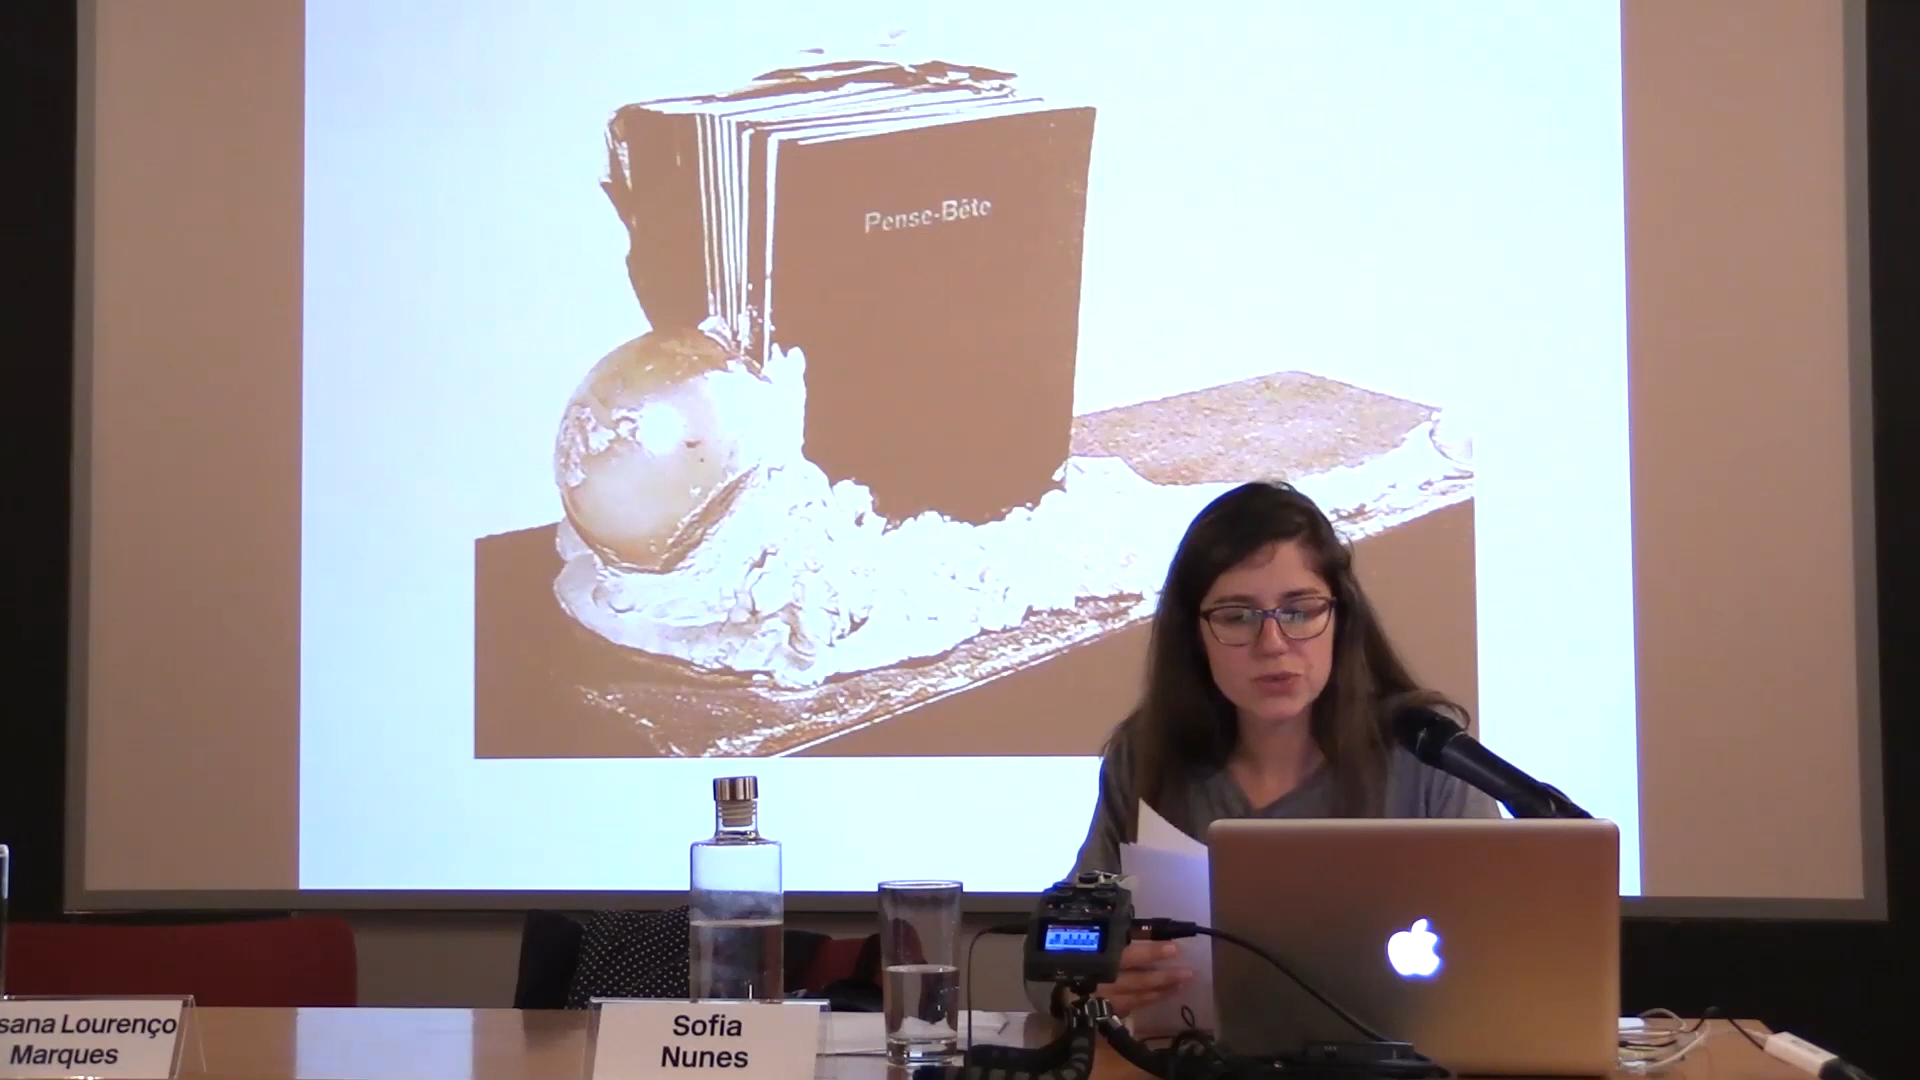 Pense-Bête
sana Lourenço
Marques
Sofia
Nunes